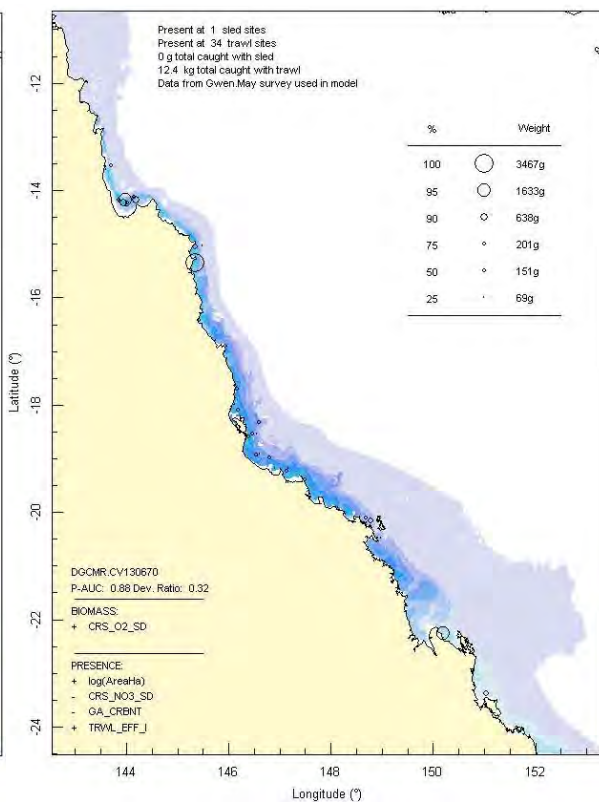 Present at 1 sled sites
Present at 34 trawl sites
0 g total caught with sled
12.4 kg total caught with trawl
Data from Gwen.May survey used in model
% Weight
100 3467g
95 1633g
90 638g
75 201g
50 151g
25 69g
-12
-14
-16
-18
-20
-22
-24
Latitude (°)
DGCMR.CV130670
P-AUC: 0.88 Dev. Ratio: 0.32
BIOMASS:
+ CRS_O2_SD
PRESENCE:
+ log(AreaHa)
- CRS_NO3_SD
- GA_CRBNT
+ TRWL_EFF_I
144 146 148 150 152
Longitude (°)